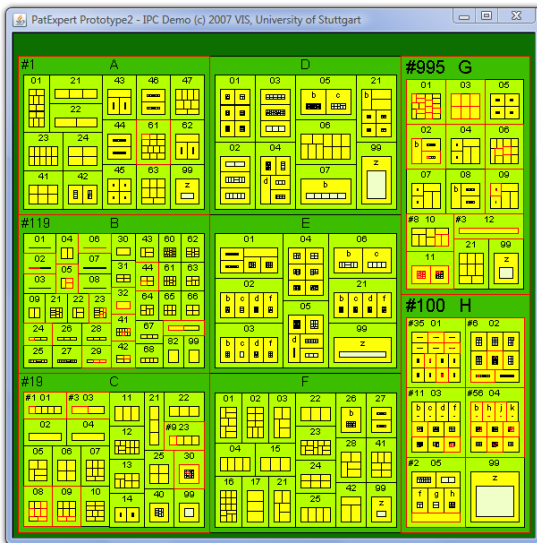 PatExpert Prototype2 - IPC Demo (c) 2007 VIS, University of Stuttgart
#1 A
01 21 43 46 47
22
23 24 44 61 62
41 42 45 63 99
z
D
01 03 05 21
b c b
06
02 04 99
d 07 z
b
#995 G
01 03 05
02 04 06
b
07 08 09
b
#8 10 #3 12
11 21 99
z
#119 B
01 04 06 30 43 60 62
02 05 07 31 44 61 63
03 08 32 64 65 66
09 21 22 23 41 67
24 26 28
25 27 29 42 68 82 99
E
01 04 06
b c
02 21
b c d f b c d f
05
03 99
b c d f d z
#100 H
#35 01 #6 02
#11 03 #56 04
b c d f b h j k
#2 05 99
f g h z
#19 C
#1 01 #3 03 11 21 22
02 04 12 #9 23
05 06 07 13 25 30
08 09 10 14 40 99
F
01 02 03 22 26 27
b
04 15 23 28 41
24
16 17 21 25 42 99
z